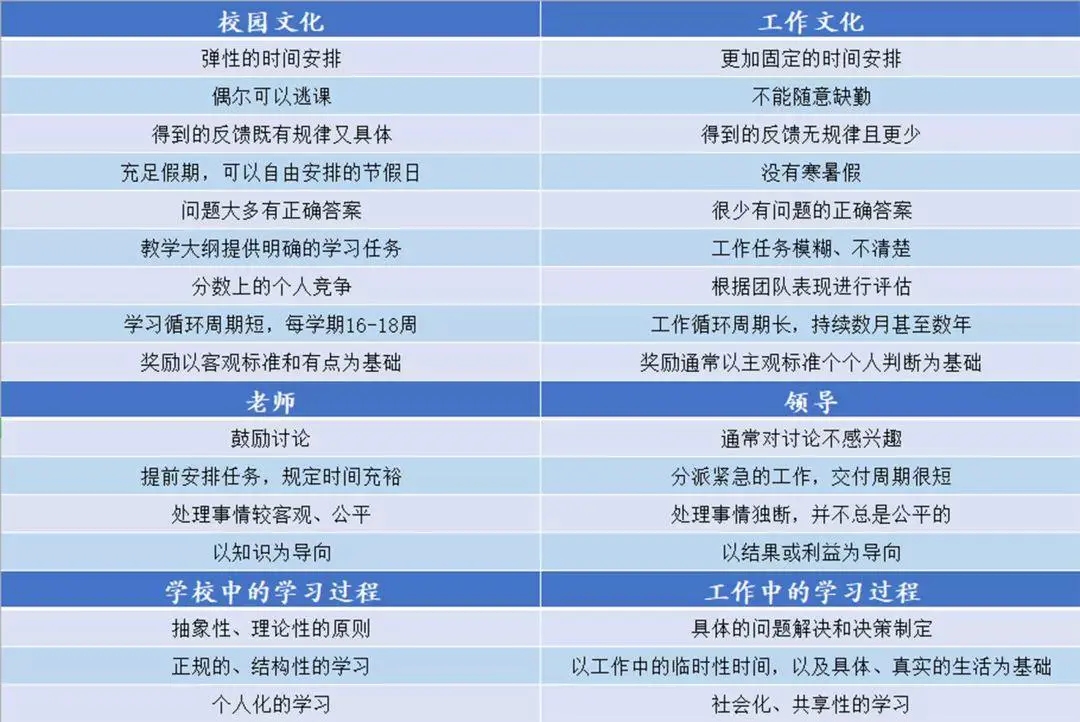 校园文化 工作文化
弹性的时间安排 更加固定的时间安排
偶尔可以逃课 不能随意缺勤
得到的反馈既有规律又具体 得到的反馈无规律且更少
充足假期，可以自由安排的节假日 没有寒暑假
问题大多有正确答案 很少有问题的正确答案
教学大纲提供明确的学习任务 工作任务模糊、不清楚
分数上的个人竞争 根据团队表现进行评估
学习循环周期短，每学期16-18周 工作循环周期长，持续数月甚至数年
奖励以客观标准和有点为基础 奖励通常以主观标准个个人判断为基础
老师 领导
鼓励讨论 通常对讨论不感兴趣
提前安排任务，规定时间充裕 分派紧急的工作，交付周期很短
处理事情较客观、公平 处理事情独断，并不总是公平的
以知识为导向 以结果或利益为导向
学校中的学习过程 工作中的学习过程
抽象性、理论性的原则 具体的问题解决和决策制定
正规的、结构性的学习 以工作中的临时性时间，以及具体、真实的生活为基础
个人化的学习 社会化、共享性的学习